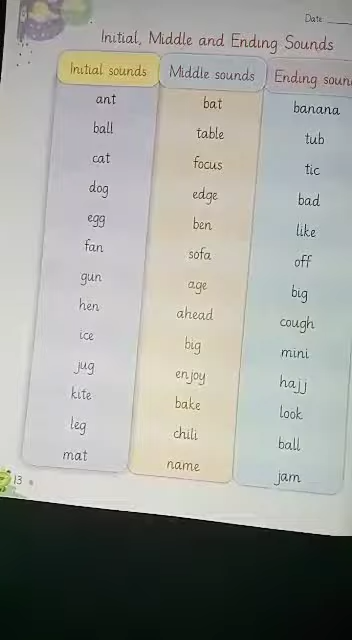 Date
Initial, Middle and Ending Sounds
Initial sounds Middle sounds Ending soun
ant bat banana
ball table tub
cat focus tic
dog edge bad
egg ben like
fan sofa off
gun age big
hen ahead cough
ice big mini
jug enjoy hajj
kite bake look
leg chili ball
mat name jam
13